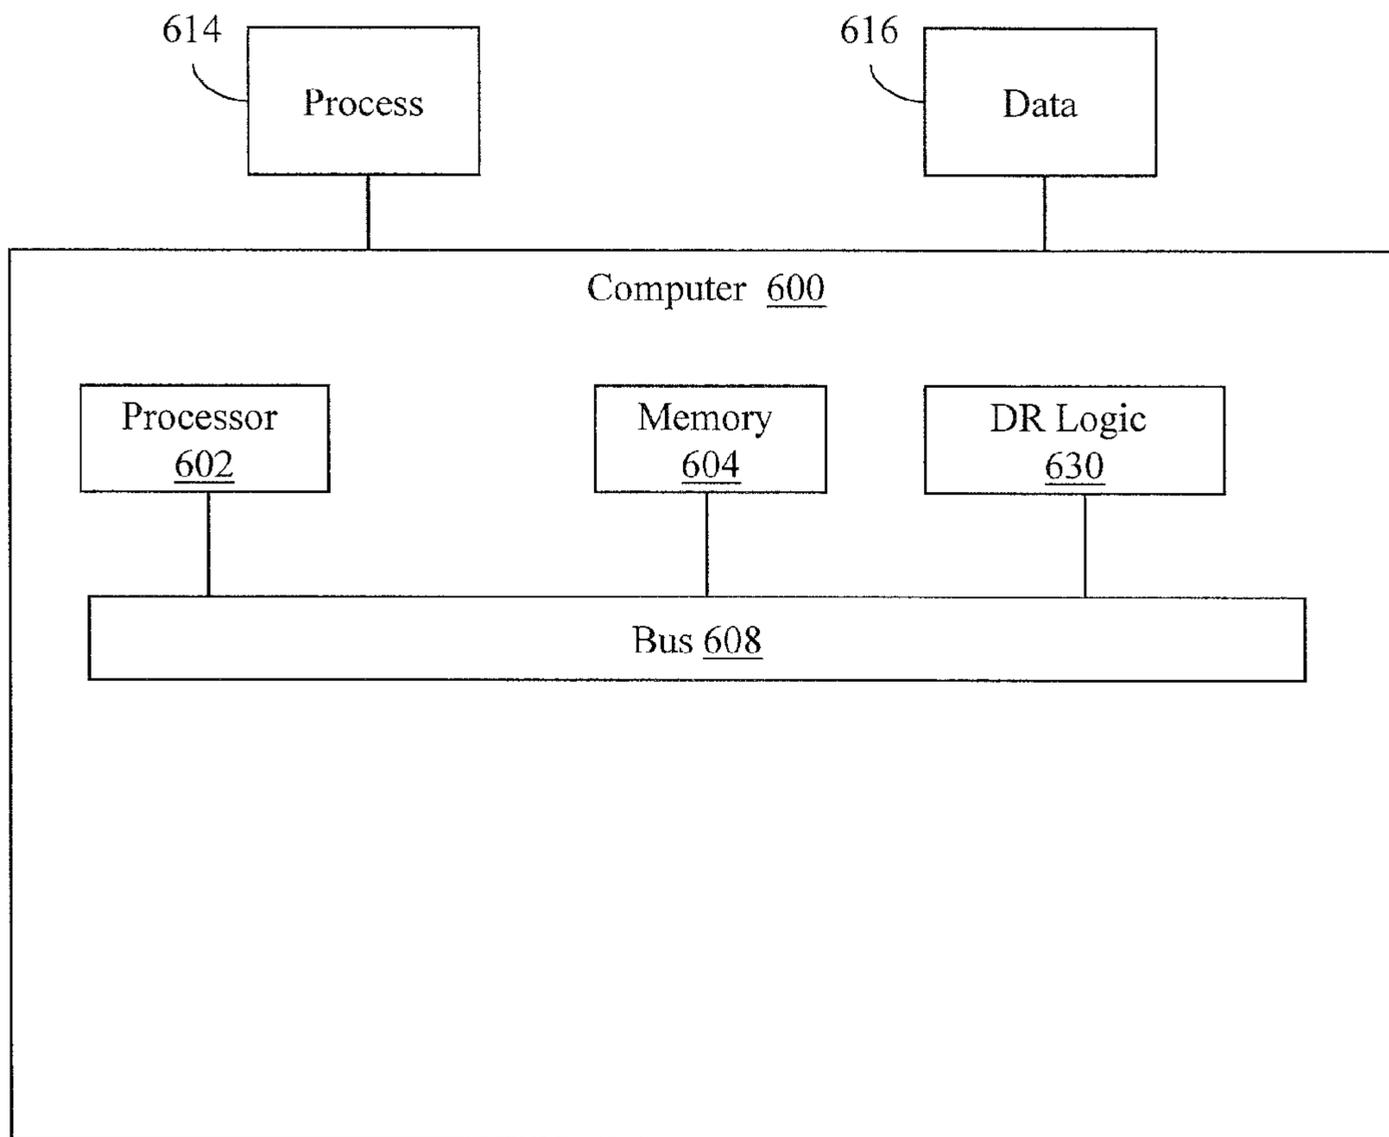 614
Process
616
Data
Computer 600
Processor
602
Memory
604
DR Logic
630
Bus 608